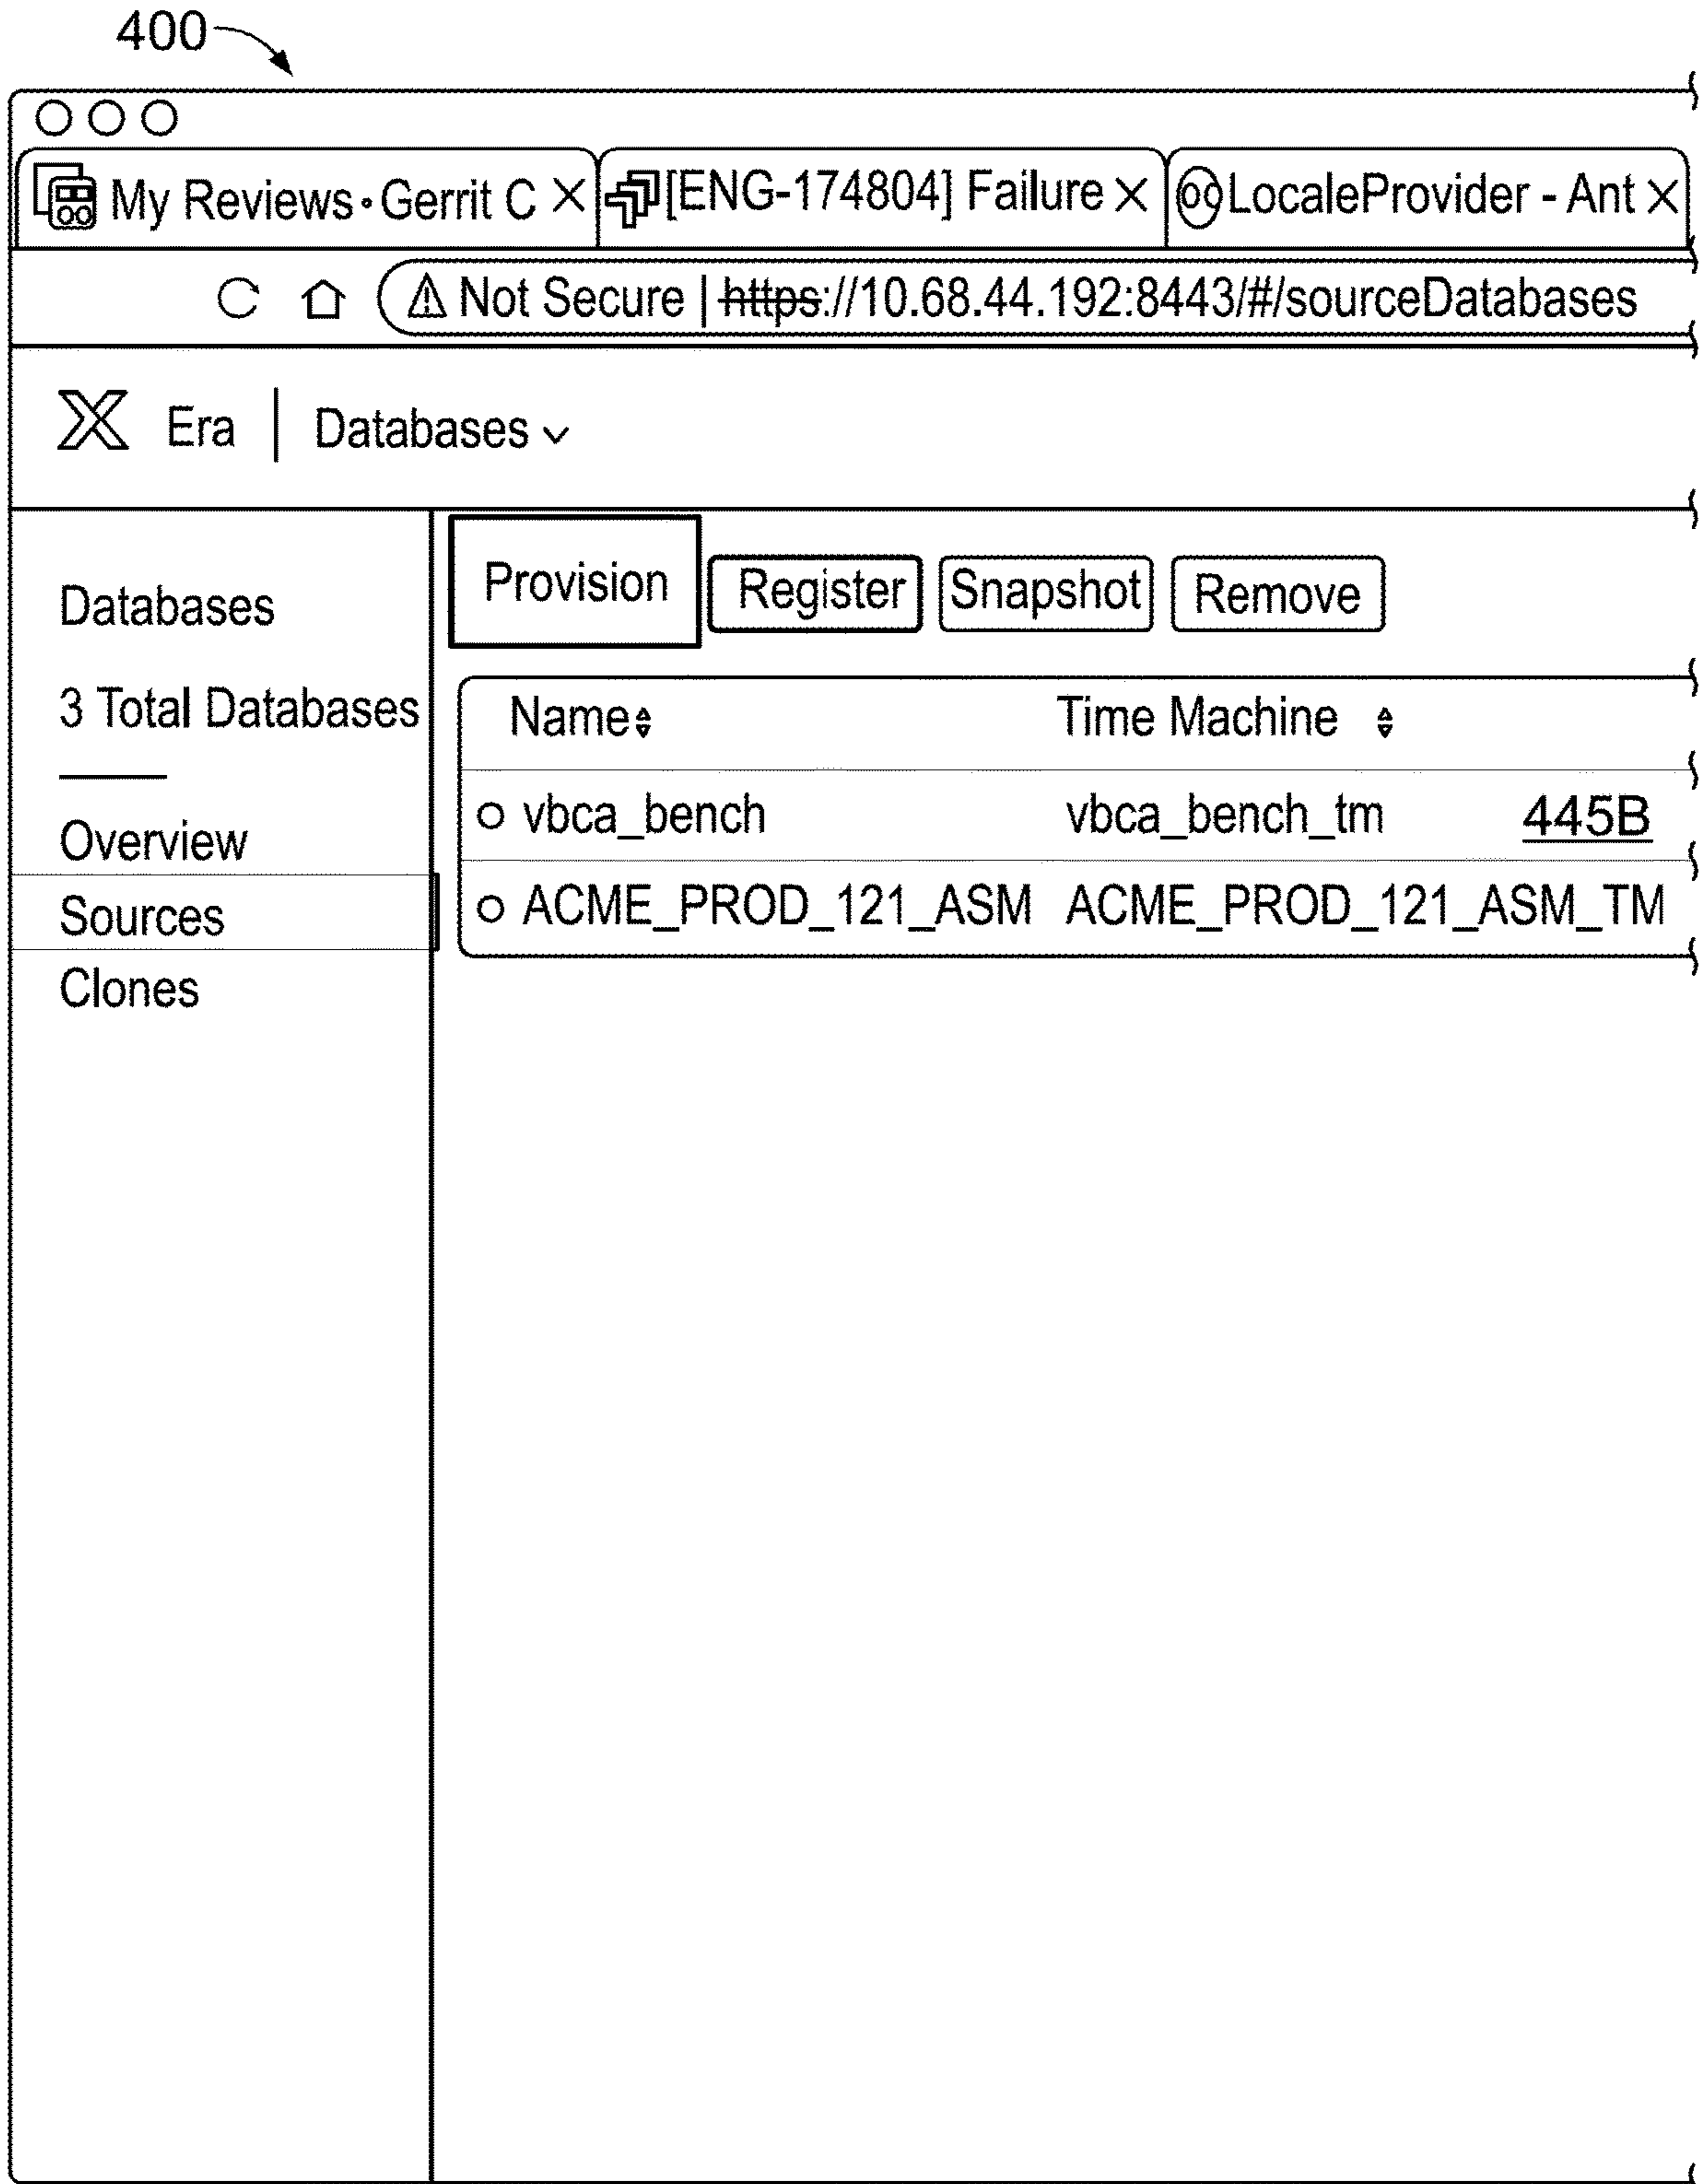 400
My Reviews · Gerrit C
[ENG-174804] Failure
LocaleProvider - Ant
Not Secure | https://10.68.44.192:8443/#/sourceDatabases
Era | Databases
Databases
3 Total Databases
Overview
Sources
Clones
Provision Register Snapshot Remove
Name Time Machine
vbca_bench vbca_bench_tm 445B
ACME_PROD_121_ASM ACME_PROD_121_ASM_TM